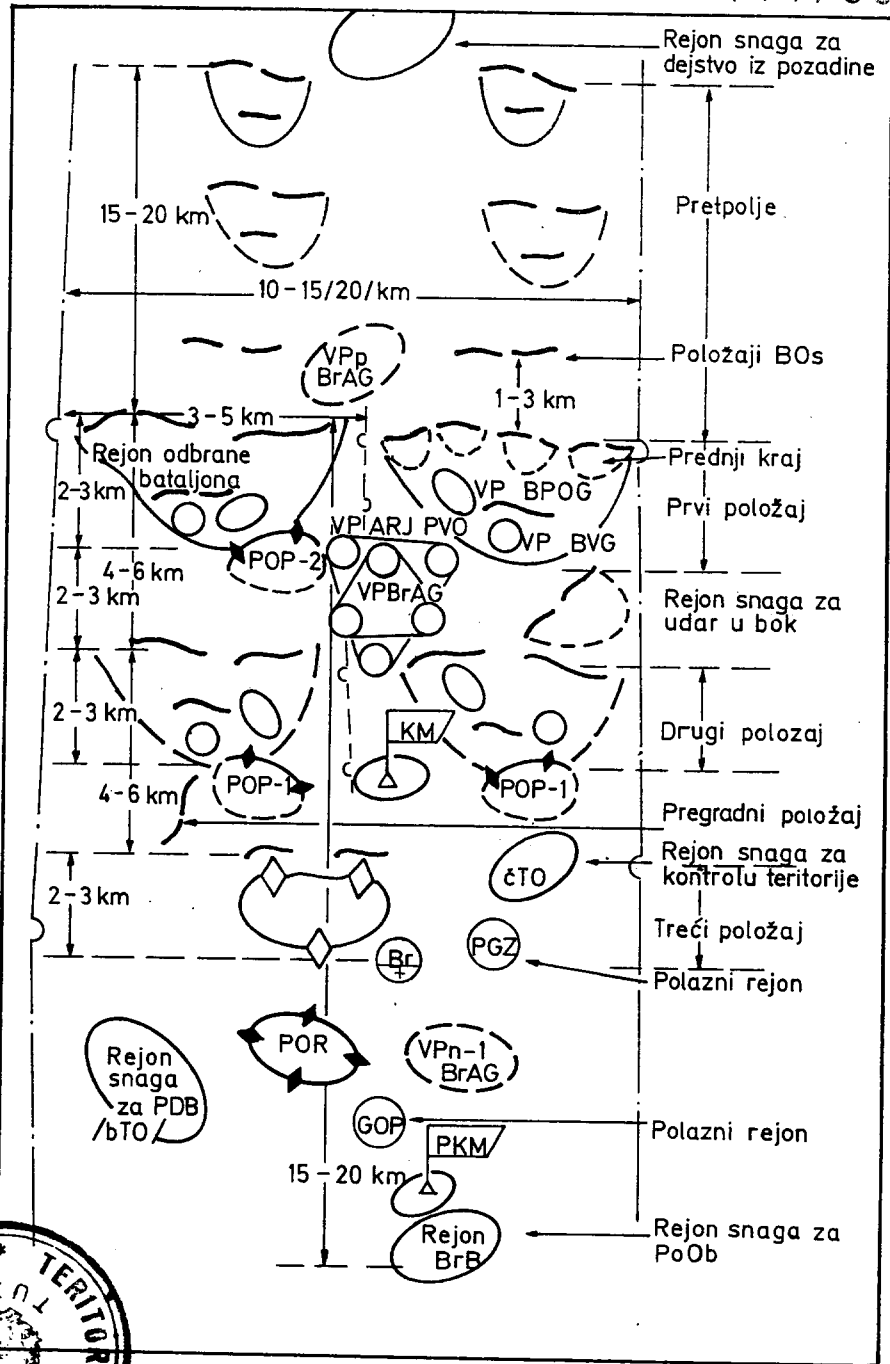 Rejon snaga za
dejstvo iz pozadine
15-20 km
Pretpolje
10-15/20/km
VPp
BrAG
Položaji BOs
1-3 km
3-5 km
Rejon odbrane
bataljona
Prednji kraj
2-3 km
VP BPOG
Prvi položaj
VP ARJ PVO
VP BVG
POP-2
4-6 km
VPBrAG
2-3 km
Rejon snaga za
udar u bok
2-3 km
KM
Drugi polozaj
POP-1
POP-1
4-6 km
Pregradni položaj
Rejon snaga za
kontrolu teritorije
čTO
2-3 km
Treći položaj
PGZ
Br
Polazni rejon
POR
VPn-1
BrAG
Rejon
snaga
za PDB
/bTO/
GOP
Polazni rejon
PKM
15-20 km
Rejon
BrB
Rejon snaga za
PoOb
TERITOR